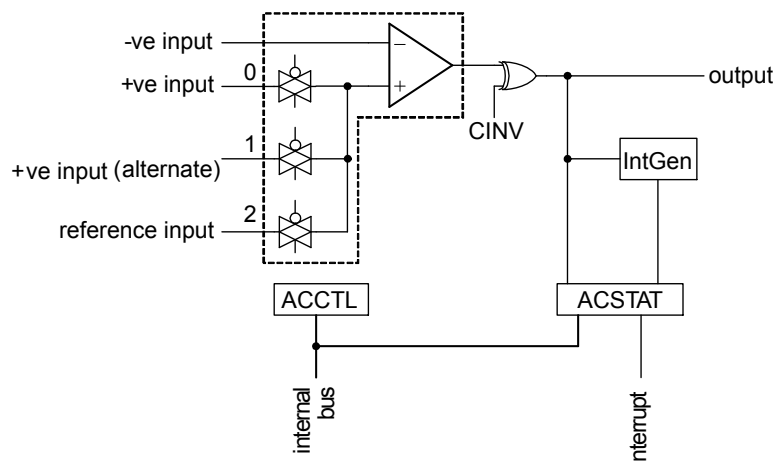 -ve input
+ve input
0
+ve input (alternate)
1
reference input
2
−
+
CINV
output
IntGen
ACCTL
ACSTAT
internal
bus
nterrupt